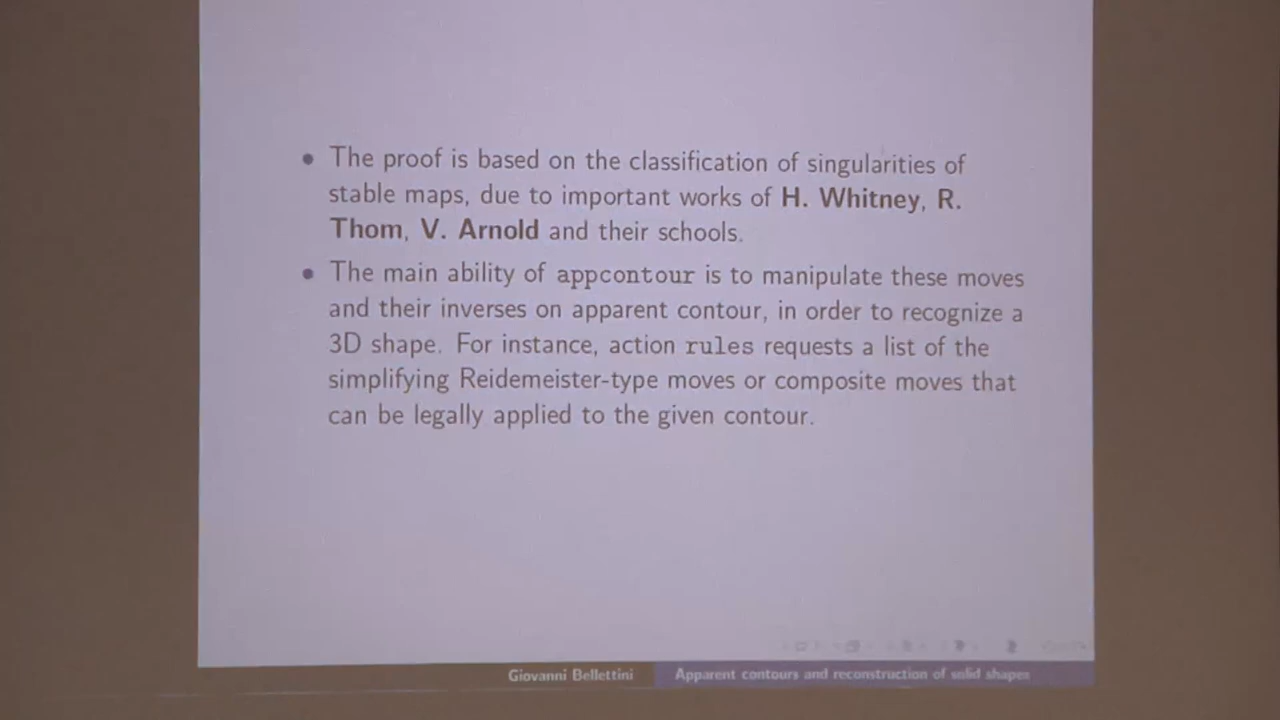 • The proof is based on the classification of singularities of
stable maps, due to important works of H. Whitney, R.
Thom, V. Arnold and their schools.
• The main ability of appcontour is to manipulate these moves
and their inverses on apparent contour, in order to recognize a
3D shape. For instance, action rules requests a list of the
simplifying Reidemeister-type moves or composite moves that
can be legally applied to the given contour.
Giovanni Bellettini Apparent contours and reconstruction of solid shapes